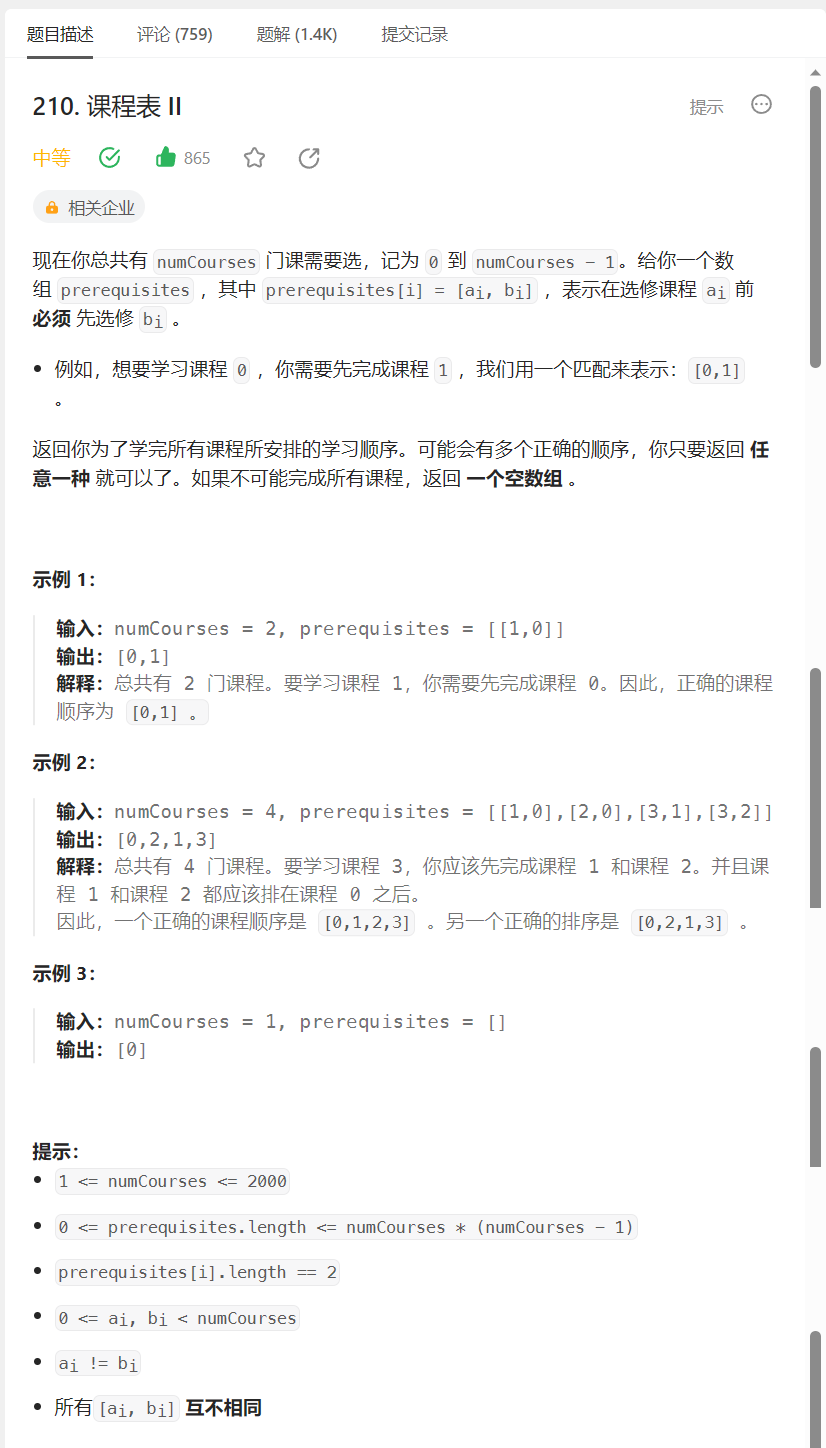 题目描述 评论 (759) 题解 (1.4K) 提交记录
210. 课程表 II 提示
中等 865
相关企业
现在你总共有 numCourses 门课需要选，记为 0 到 numCourses - 1。给你一个数
组 prerequisites ，其中 prerequisites[i] = [ai, bi] ，表示在选修课程 ai 前
必须 先选修 bi 。
例如，想要学习课程 0 ，你需要先完成课程 1 ，我们用一个匹配来表示：[0,1]
。
返回你为了学完所有课程所安排的学习顺序。可能会有多个正确的顺序，你只要返回 任
意一种 就可以了。如果不可能完成所有课程，返回 一个空数组 。
示例 1：
输入：numCourses = 2, prerequisites = [[1,0]]
输出：[0,1]
解释：总共有 2 门课程。要学习课程 1，你需要先完成课程 0。因此，正确的课程
顺序为 [0,1] 。
示例 2：
输入：numCourses = 4, prerequisites = [[1,0],[2,0],[3,1],[3,2]]
输出：[0,2,1,3]
解释：总共有 4 门课程。要学习课程 3，你应该先完成课程 1 和课程 2。并且课
程 1 和课程 2 都应该排在课程 0 之后。
因此，一个正确的课程顺序是 [0,1,2,3] 。另一个正确的排序是 [0,2,1,3] 。
示例 3：
输入：numCourses = 1, prerequisites = []
输出：[0]
提示：
1 <= numCourses <= 2000
0 <= prerequisites.length <= numCourses * (numCourses - 1)
prerequisites[i].length == 2
0 <= ai, bi < numCourses
ai != bi
所有[ai, bi] 互不相同